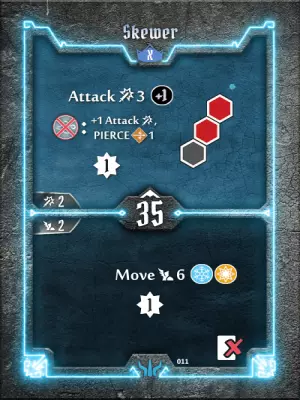 Skewer
X
Attack 3 +1
+1 Attack,
PIERCE 1
1
2
35
2
Move 6
1
011